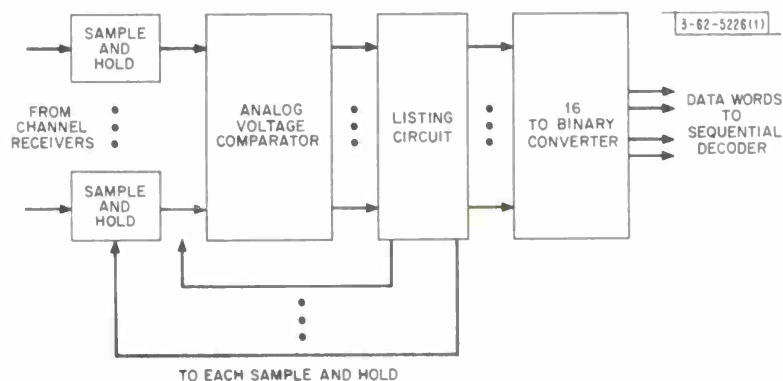 3-62-5226(1)
SAMPLE
AND
HOLD
FROM
CHANNEL
RECEIVERS
SAMPLE
AND
HOLD
ANALOG
VOLTAGE
COMPARATOR
LISTING
CIRCUIT
16
TO BINARY
CONVERTER
DATA WORDS
TO
SEQUENTIAL
DECODER
TO EACH SAMPLE AND HOLD